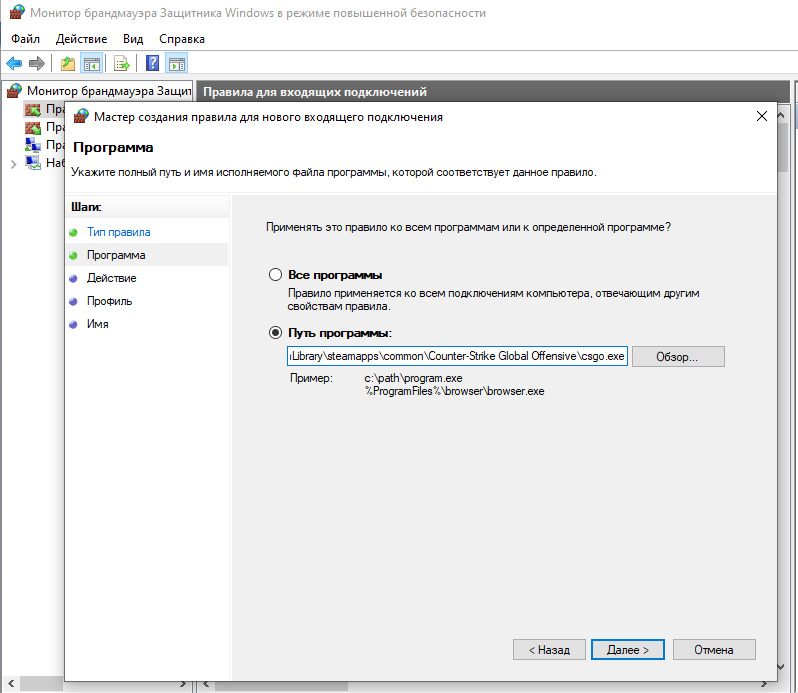 Монитор брандмауэра Защитника Windows в режиме повышенной безопасности
Файл Действие Вид Справка
Монитор брандмауэра Защит
Правила для входящих подключений
Пра
Пра
Пра
Наб
Мастер создания правила для нового входящего подключения
Программа
Укажите полный путь и имя исполняемого файла программы, которой соответствует данное правило.
Шаги:
Тип правила
Программа
Действие
Профиль
Имя
Применять это правило ко всем программам или к определенной программе?
Все программы
Правило применяется ко всем подключениям компьютера, отвечающим другим
свойствам правила.
Путь программы:
Library\steamapps\common\Counter-Strike Global Offensive\csgo.exe
Обзор...
Пример: c:\path\program.exe
%ProgramFiles%\browser\browser.exe
< Назад Далее > Отмена